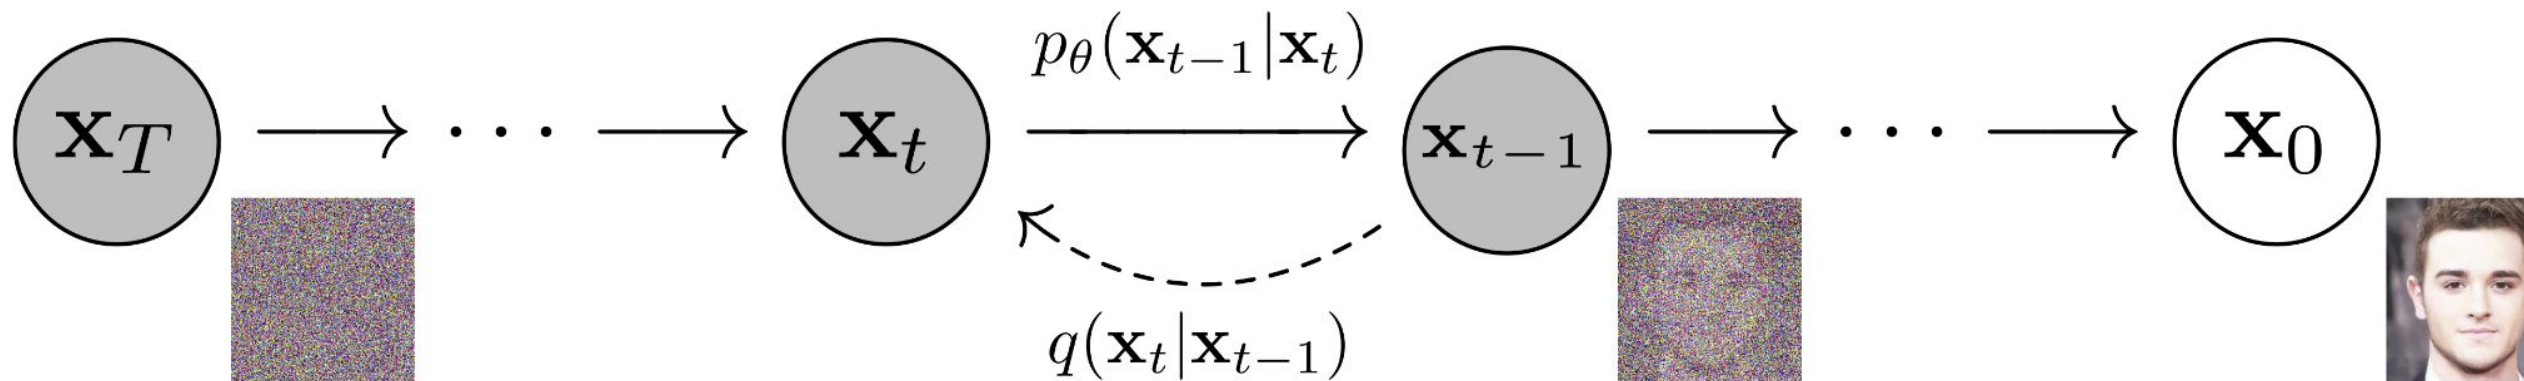 p_θ(x_{t−1}|x_t)
x_T → ··· → x_t → x_{t−1} → ··· → x_0
q(x_t|x_{t−1})